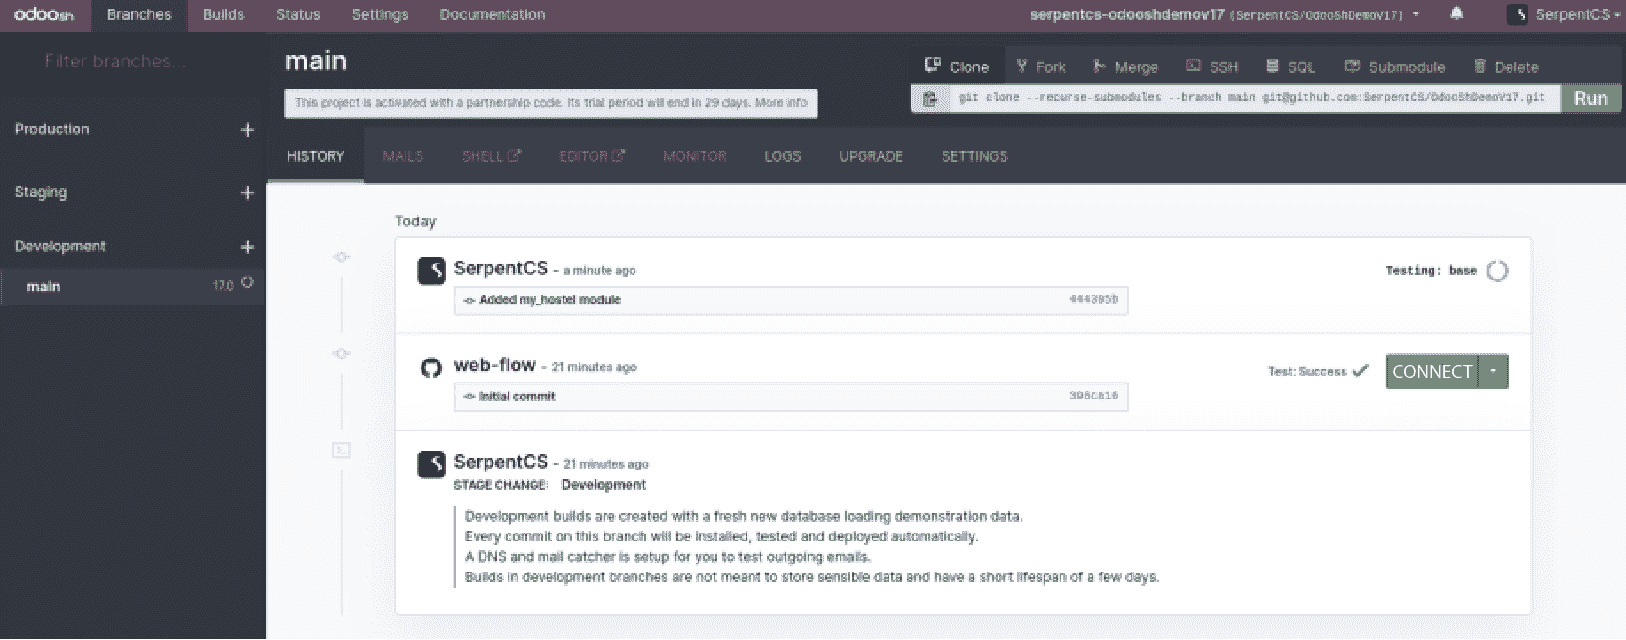 odoo.sh Branches Builds Status Settings Documentation serpentcs-odooshdemov17 (SerpentCS/OdooShDemoV17) SerpentCS
Filter branches...
Production +
Staging +
Development +
main 17.0
main
Clone Fork Merge SSH SQL Submodule Delete
This project is activated with a partnership code. Its trial period will end in 29 days. More info
git clone --recurse-submodules --branch main git@github.com:SerpentCS/OdooShDemoV17.git Run
HISTORY MAILS SHELL EDITOR MONITOR LOGS UPGRADE SETTINGS
Today
SerpentCS - a minute ago
Testing: base
Added my_hostel module
web-flow - 21 minutes ago
Test: Success CONNECT
Initial commit
SerpentCS - 21 minutes ago
STAGE CHANGE: Development
Development builds are created with a fresh new database loading demonstration data.
Every commit on this branch will be installed, tested and deployed automatically.
A DNS and mail catcher is setup for you to test outgoing emails.
Builds in development branches are not meant to store sensible data and have a short lifespan of a few days.